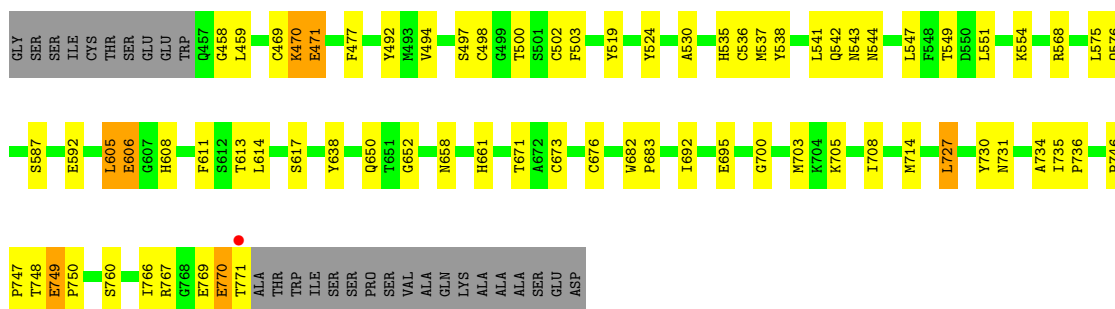 GLY SER SER ILE CYS THR SER GLU GLU TRP Q457 G458 L459 C469 K470 E471 F477 Y492 M493 V494 S497 C498 G499 T500 S501 C502 F503 Y519 Y524 A530 H535 C536 M537 Y538 L541 Q542 N543 N544 L547 F548 T549 D550 L551 K554 R568 L575
S587 E592 L605 E606 G607 H608 F611 S612 T613 L614 S617 Y638 Q650 T651 G652 N658 H661 T671 A672 C673 C676 W682 P683 I692 E695 G700 M703 K704 K705 I708 M714 L727 Y730 N731 A734 I735 P736
P747 T748 E749 P750 S760 I766 R767 G768 E769 E770 T771 ALA THR TRP ILE SER SER PRO SER VAL ALA GLN LYS ALA ALA ALA SER GLU ASP